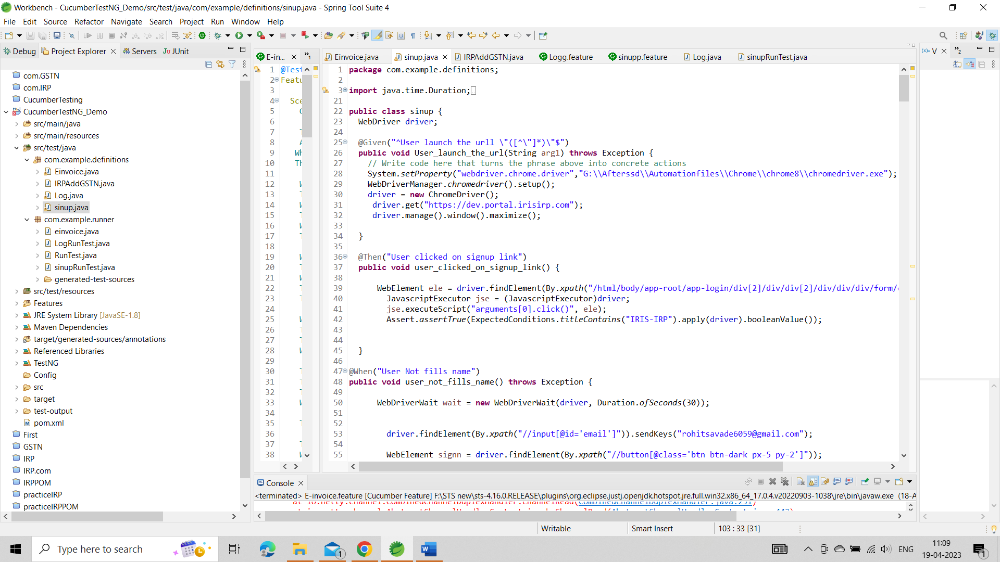 Workbench - CucumberTestNG_Demo/src/test/java/com/example/definitions/sinup.java - Spring Tool Suite 4
File Edit Source Refactor Navigate Search Project Run Window Help
Debug Project Explorer Servers JUnit
E-in... 1 Einvoice.java sinup.java IRPAddGSTN.java Logg.feature sinupp.feature Log.java sinupRunTest.java (x)= V 2
com.GSTN
com.IRP
CucumberTesting
CucumberTestNG_Demo
src/main/java
src/main/resources
src/test/java
com.example.definitions
Einvoice.java
IRPAddGSTN.java
Log.java
sinup.java
com.example.runner
einvoice.java
LogRunTest.java
RunTest.java
sinupRunTest.java
generated-test-sources
src/test/resources
Features
JRE System Library [JavaSE-1.8]
Maven Dependencies
target/generated-sources/annotations
Referenced Libraries
TestNG
Config
src
target
test-output
pom.xml
First
GSTN
IRP
IRP.com
IRPPOM
practiceIRP
practiceIRPPOM
1 @Test
2 Featu
3
4 Sce
5
6
7
8
9 Wh
10 Th
11
12
13
14
15
16
17
18
19
20
21
22
23
24
25
26
27
28
29
30
31
32
33
34
35
36
37
38
1 package com.example.definitions;
2
3 import java.time.Duration;
21
22 public class sinup {
23 WebDriver driver;
24
25 @Given("^User launch the urll \"([^\"]*)\"$")
26 public void User_launch_the_url(String arg1) throws Exception {
27 // Write code here that turns the phrase above into concrete actions
28 System.setProperty("webdriver.chrome.driver","G:\\Afterssd\\Automationfiles\\Chrome\\chrome8\\chromedriver.exe");
29 WebDriverManager.chromedriver().setup();
30 driver = new ChromeDriver();
31 driver.get("https://dev.portal.irisirp.com");
32 driver.manage().window().maximize();
33
34 }
35
36 @Then("User clicked on signup link")
37 public void user_clicked_on_signup_link() {
38
39 WebElement ele = driver.findElement(By.xpath("/html/body/app-root/app-login/div[2]/div/div[2]/div/div/div/form/
40 JavascriptExecutor jse = (JavascriptExecutor)driver;
41 jse.executeScript("arguments[0].click()", ele);
42 Assert.assertTrue(ExpectedConditions.titleContains("IRIS-IRP").apply(driver).booleanValue());
43
44
45 }
46
47 @When("User Not fills name")
48 public void user_not_fills_name() throws Exception {
49
50 WebDriverWait wait = new WebDriverWait(driver, Duration.ofSeconds(30));
51
52
53 driver.findElement(By.xpath("//input[@id='email']")).sendKeys("rohitsavade6059@gmail.com");
54
55 WebElement signn = driver.findElement(By.xpath("//button[@class='btn btn-dark px-5 py-2']"));
Console
<terminated> E-invoice.feature [Cucumber Feature] F:\STS new\sts-4.16.0.RELEASE\plugins\org.eclipse.justj.openjdk.hotspot.jre.full.win32.x86_64_17.0.4.v20220903-1038\jre\bin\javaw.exe (18-A
at io.netty.channel.CombinedChannelDuplexHandler.channelRead(CombinedChannelDuplexHandler.java:251)
Writable Smart Insert 103 : 33 [31]
Type here to search
1
ENG
11:09
19-04-2023
1